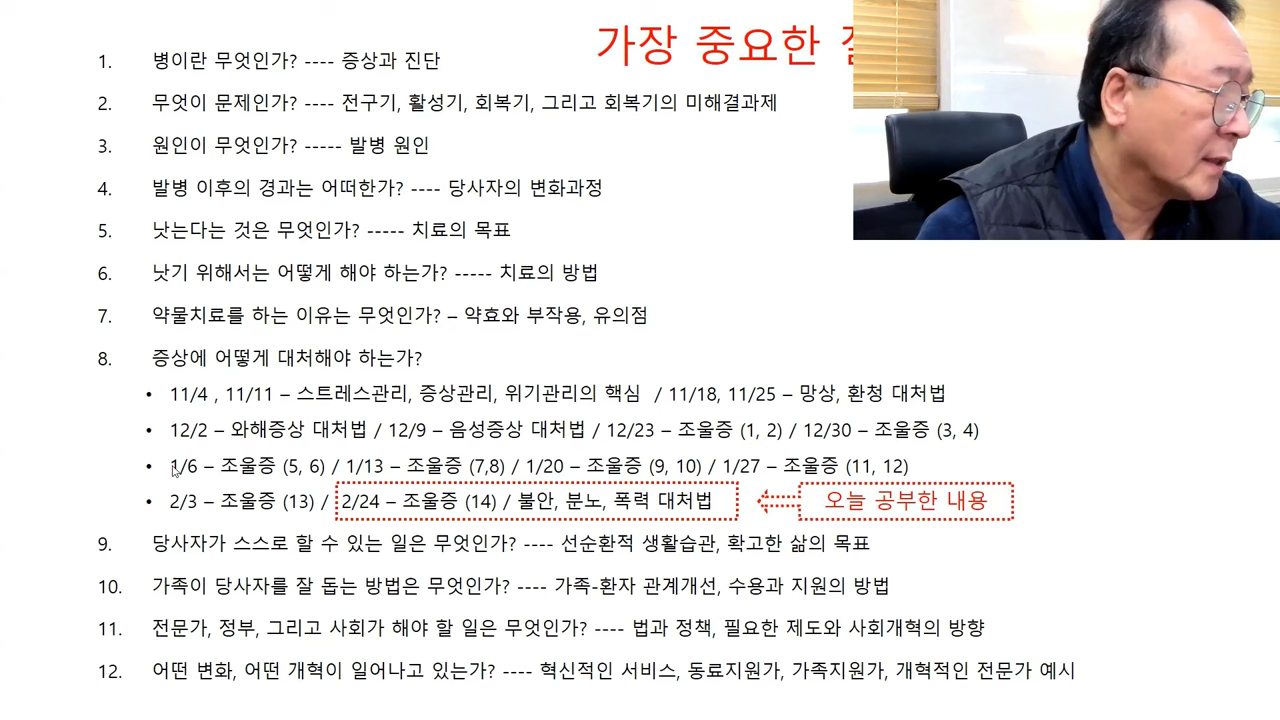 가장 중요한
1. 병이란 무엇인가? ---- 증상과 진단
2. 무엇이 문제인가? ---- 전구기, 활성기, 회복기, 그리고 회복기의 미해결과제
3. 원인이 무엇인가? ----- 발병 원인
4. 발병 이후의 경과는 어떠한가? ---- 당사자의 변화과정
5. 낫는다는 것은 무엇인가? ----- 치료의 목표
6. 낫기 위해서는 어떻게 해야 하는가? ----- 치료의 방법
7. 약물치료를 하는 이유는 무엇인가? – 약효와 부작용, 유의점
8. 증상에 어떻게 대처해야 하는가?
• 11/4 , 11/11 – 스트레스관리, 증상관리, 위기관리의 핵심 / 11/18, 11/25 – 망상, 환청 대처법
• 12/2 – 와해증상 대처법 / 12/9 – 음성증상 대처법 / 12/23 – 조울증 (1, 2) / 12/30 – 조울증 (3, 4)
• 1/6 – 조울증 (5, 6) / 1/13 – 조울증 (7,8) / 1/20 – 조울증 (9, 10) / 1/27 – 조울증 (11, 12)
• 2/3 – 조울증 (13) / 2/24 – 조울증 (14) / 불안, 분노, 폭력 대처법 오늘 공부한 내용
9. 당사자가 스스로 할 수 있는 일은 무엇인가? ---- 선순환적 생활습관, 확고한 삶의 목표
10. 가족이 당사자를 잘 돕는 방법은 무엇인가? ---- 가족-환자 관계개선, 수용과 지원의 방법
11. 전문가, 정부, 그리고 사회가 해야 할 일은 무엇인가? ---- 법과 정책, 필요한 제도와 사회개혁의 방향
12. 어떤 변화, 어떤 개혁이 일어나고 있는가? ---- 혁신적인 서비스, 동료지원가, 가족지원가, 개혁적인 전문가 예시